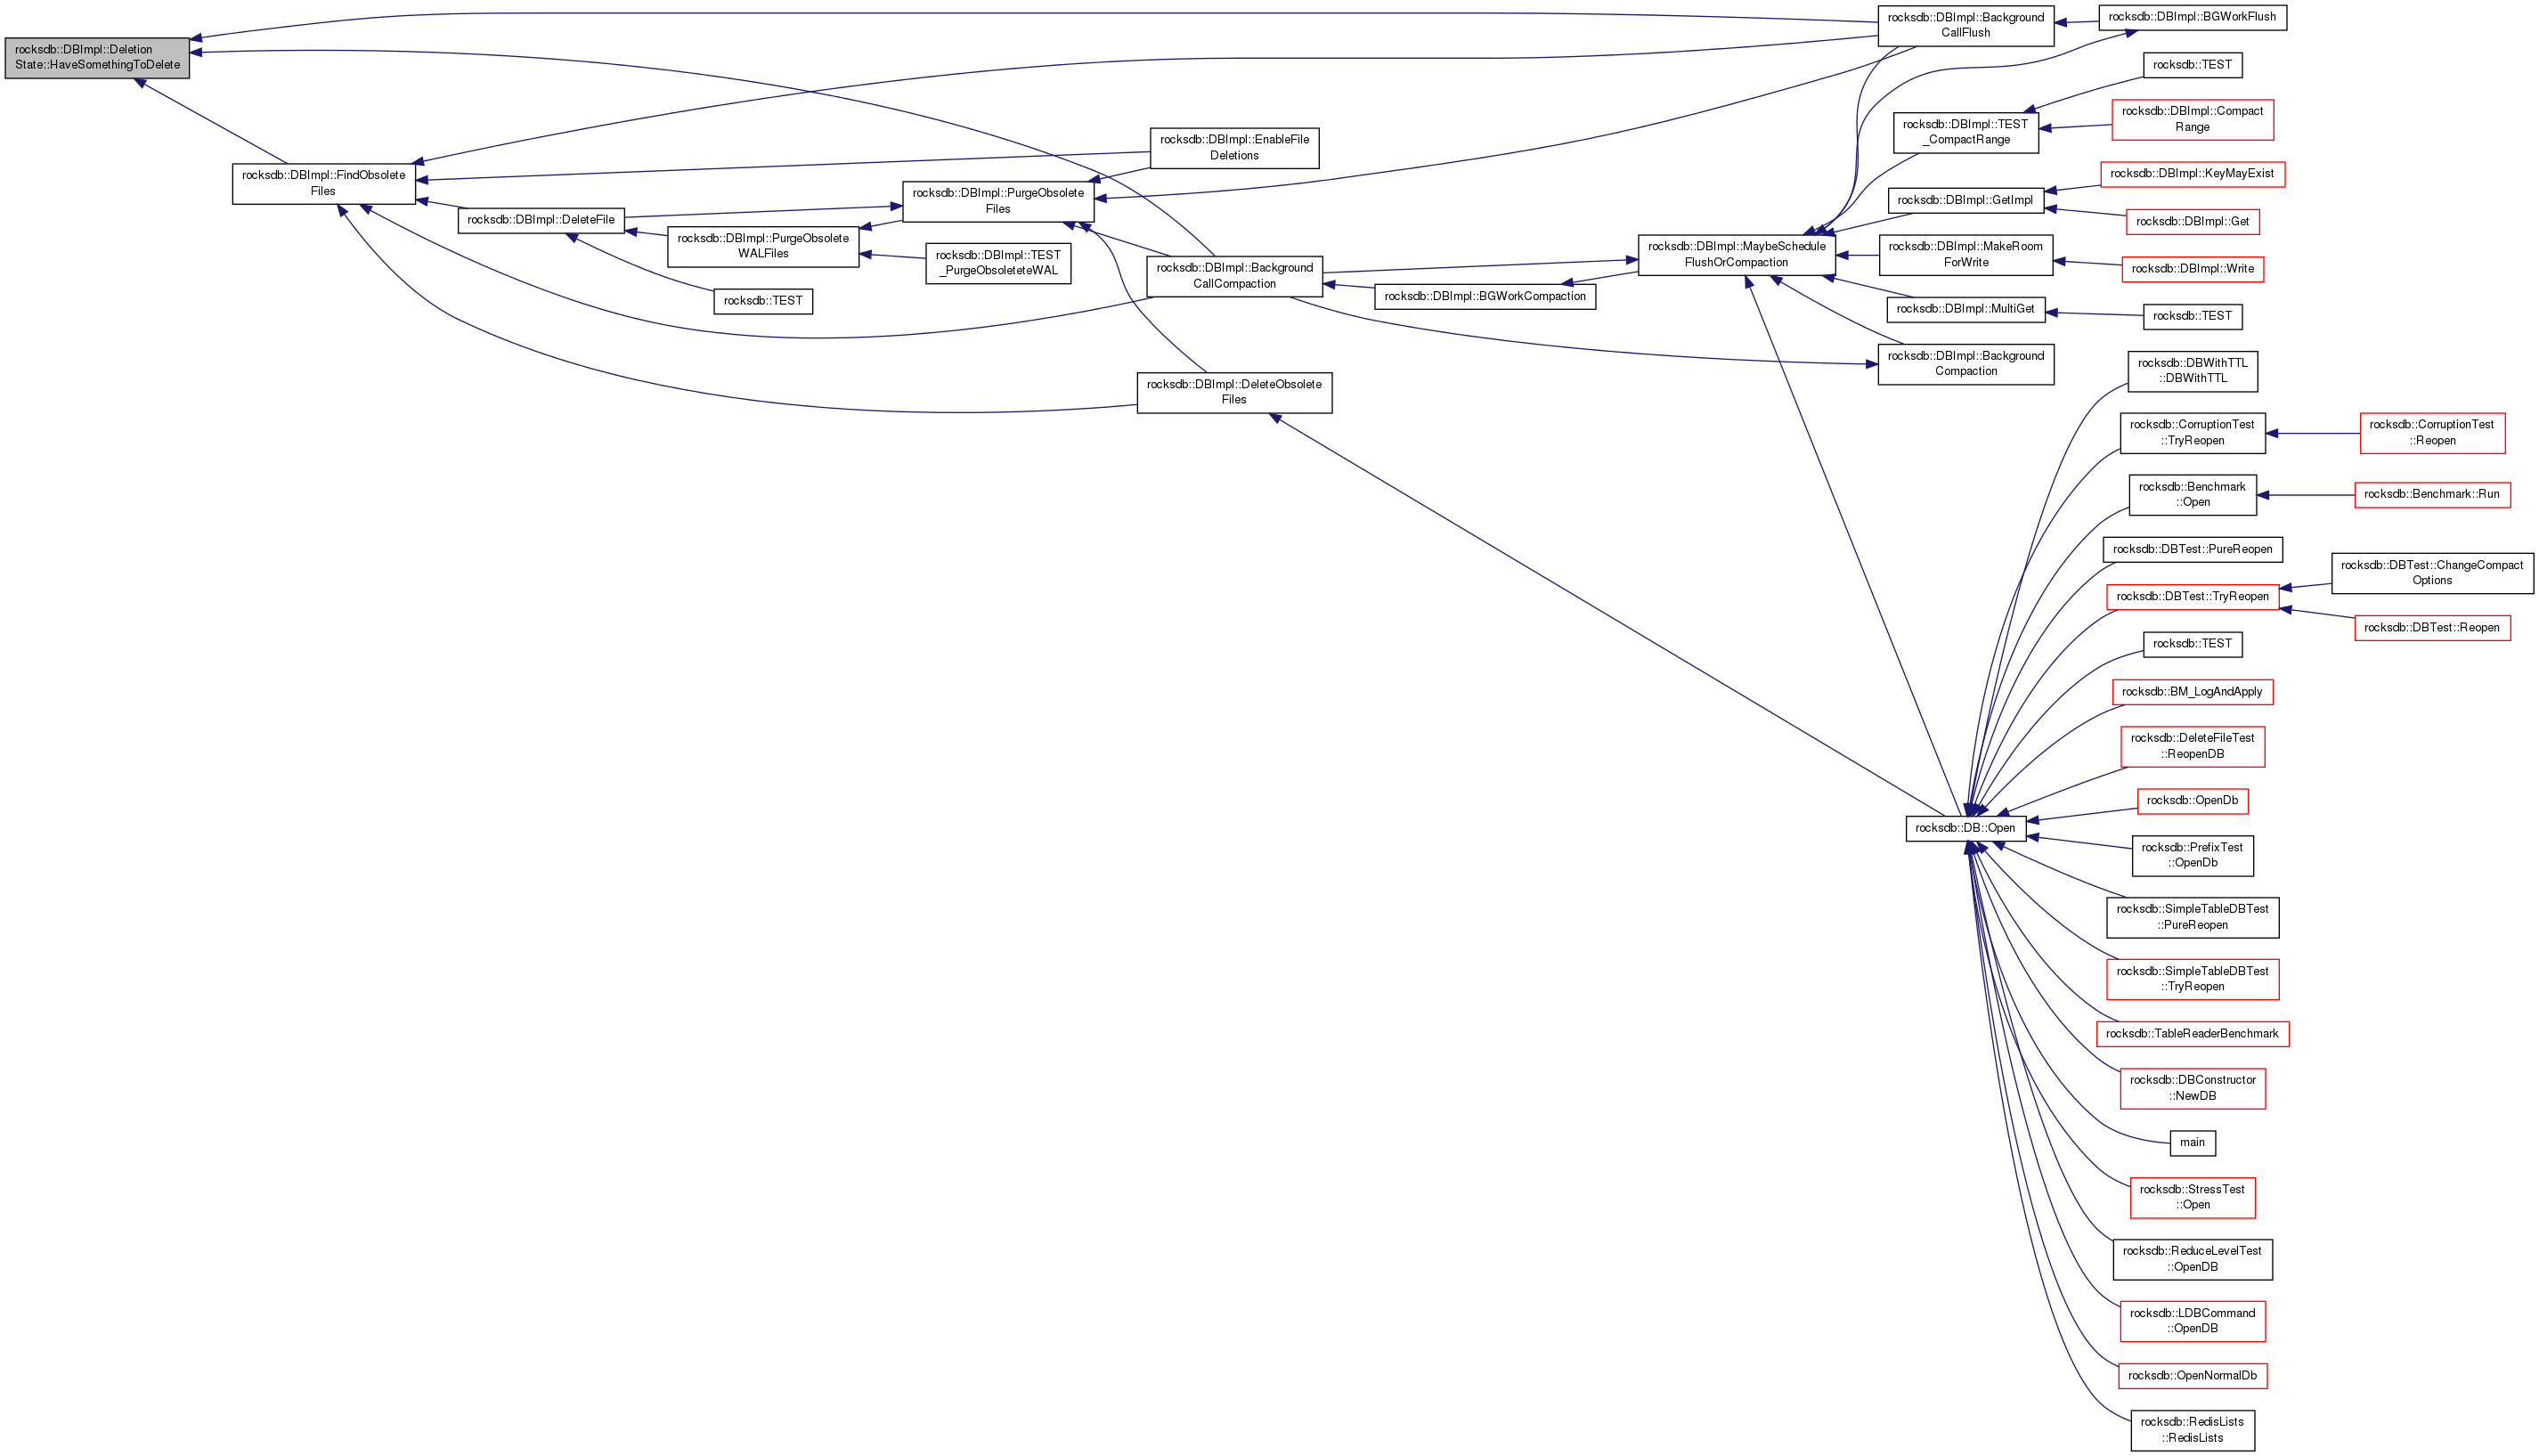 rocksdb::DBImpl::Deletion
State::HaveSomethingToDelete
rocksdb::DBImpl::FindObsolete
Files
rocksdb::DBImpl::DeleteFile
rocksdb::DBImpl::PurgeObsolete
WALFiles
rocksdb::TEST
rocksdb::DBImpl::PurgeObsolete
Files
rocksdb::DBImpl::TEST
_PurgeObsoleteteWAL
rocksdb::DBImpl::EnableFile
Deletions
rocksdb::DBImpl::Background
CallCompaction
rocksdb::DBImpl::DeleteObsolete
Files
rocksdb::DBImpl::BGWorkCompaction
rocksdb::DBImpl::MaybeSchedule
FlushOrCompaction
rocksdb::DBImpl::Background
CallFlush
rocksdb::DBImpl::BGWorkFlush
rocksdb::TEST
rocksdb::DBImpl::TEST
_CompactRange
rocksdb::DBImpl::Compact
Range
rocksdb::DBImpl::KeyMayExist
rocksdb::DBImpl::GetImpl
rocksdb::DBImpl::Get
rocksdb::DBImpl::MakeRoom
ForWrite
rocksdb::DBImpl::Write
rocksdb::DBImpl::MultiGet
rocksdb::TEST
rocksdb::DBImpl::Background
Compaction
rocksdb::DBWithTTL
::DBWithTTL
rocksdb::CorruptionTest
::TryReopen
rocksdb::CorruptionTest
::Reopen
rocksdb::Benchmark
::Open
rocksdb::Benchmark::Run
rocksdb::DBTest::PureReopen
rocksdb::DBTest::ChangeCompact
Options
rocksdb::DBTest::TryReopen
rocksdb::DBTest::Reopen
rocksdb::TEST
rocksdb::BM_LogAndApply
rocksdb::DeleteFileTest
::ReopenDB
rocksdb::OpenDb
rocksdb::DB::Open
rocksdb::PrefixTest
::OpenDb
rocksdb::SimpleTableDBTest
::PureReopen
rocksdb::SimpleTableDBTest
::TryReopen
rocksdb::TableReaderBenchmark
rocksdb::DBConstructor
::NewDB
main
rocksdb::StressTest
::Open
rocksdb::ReduceLevelTest
::OpenDB
rocksdb::LDBCommand
::OpenDB
rocksdb::OpenNormalDb
rocksdb::RedisLists
::RedisLists